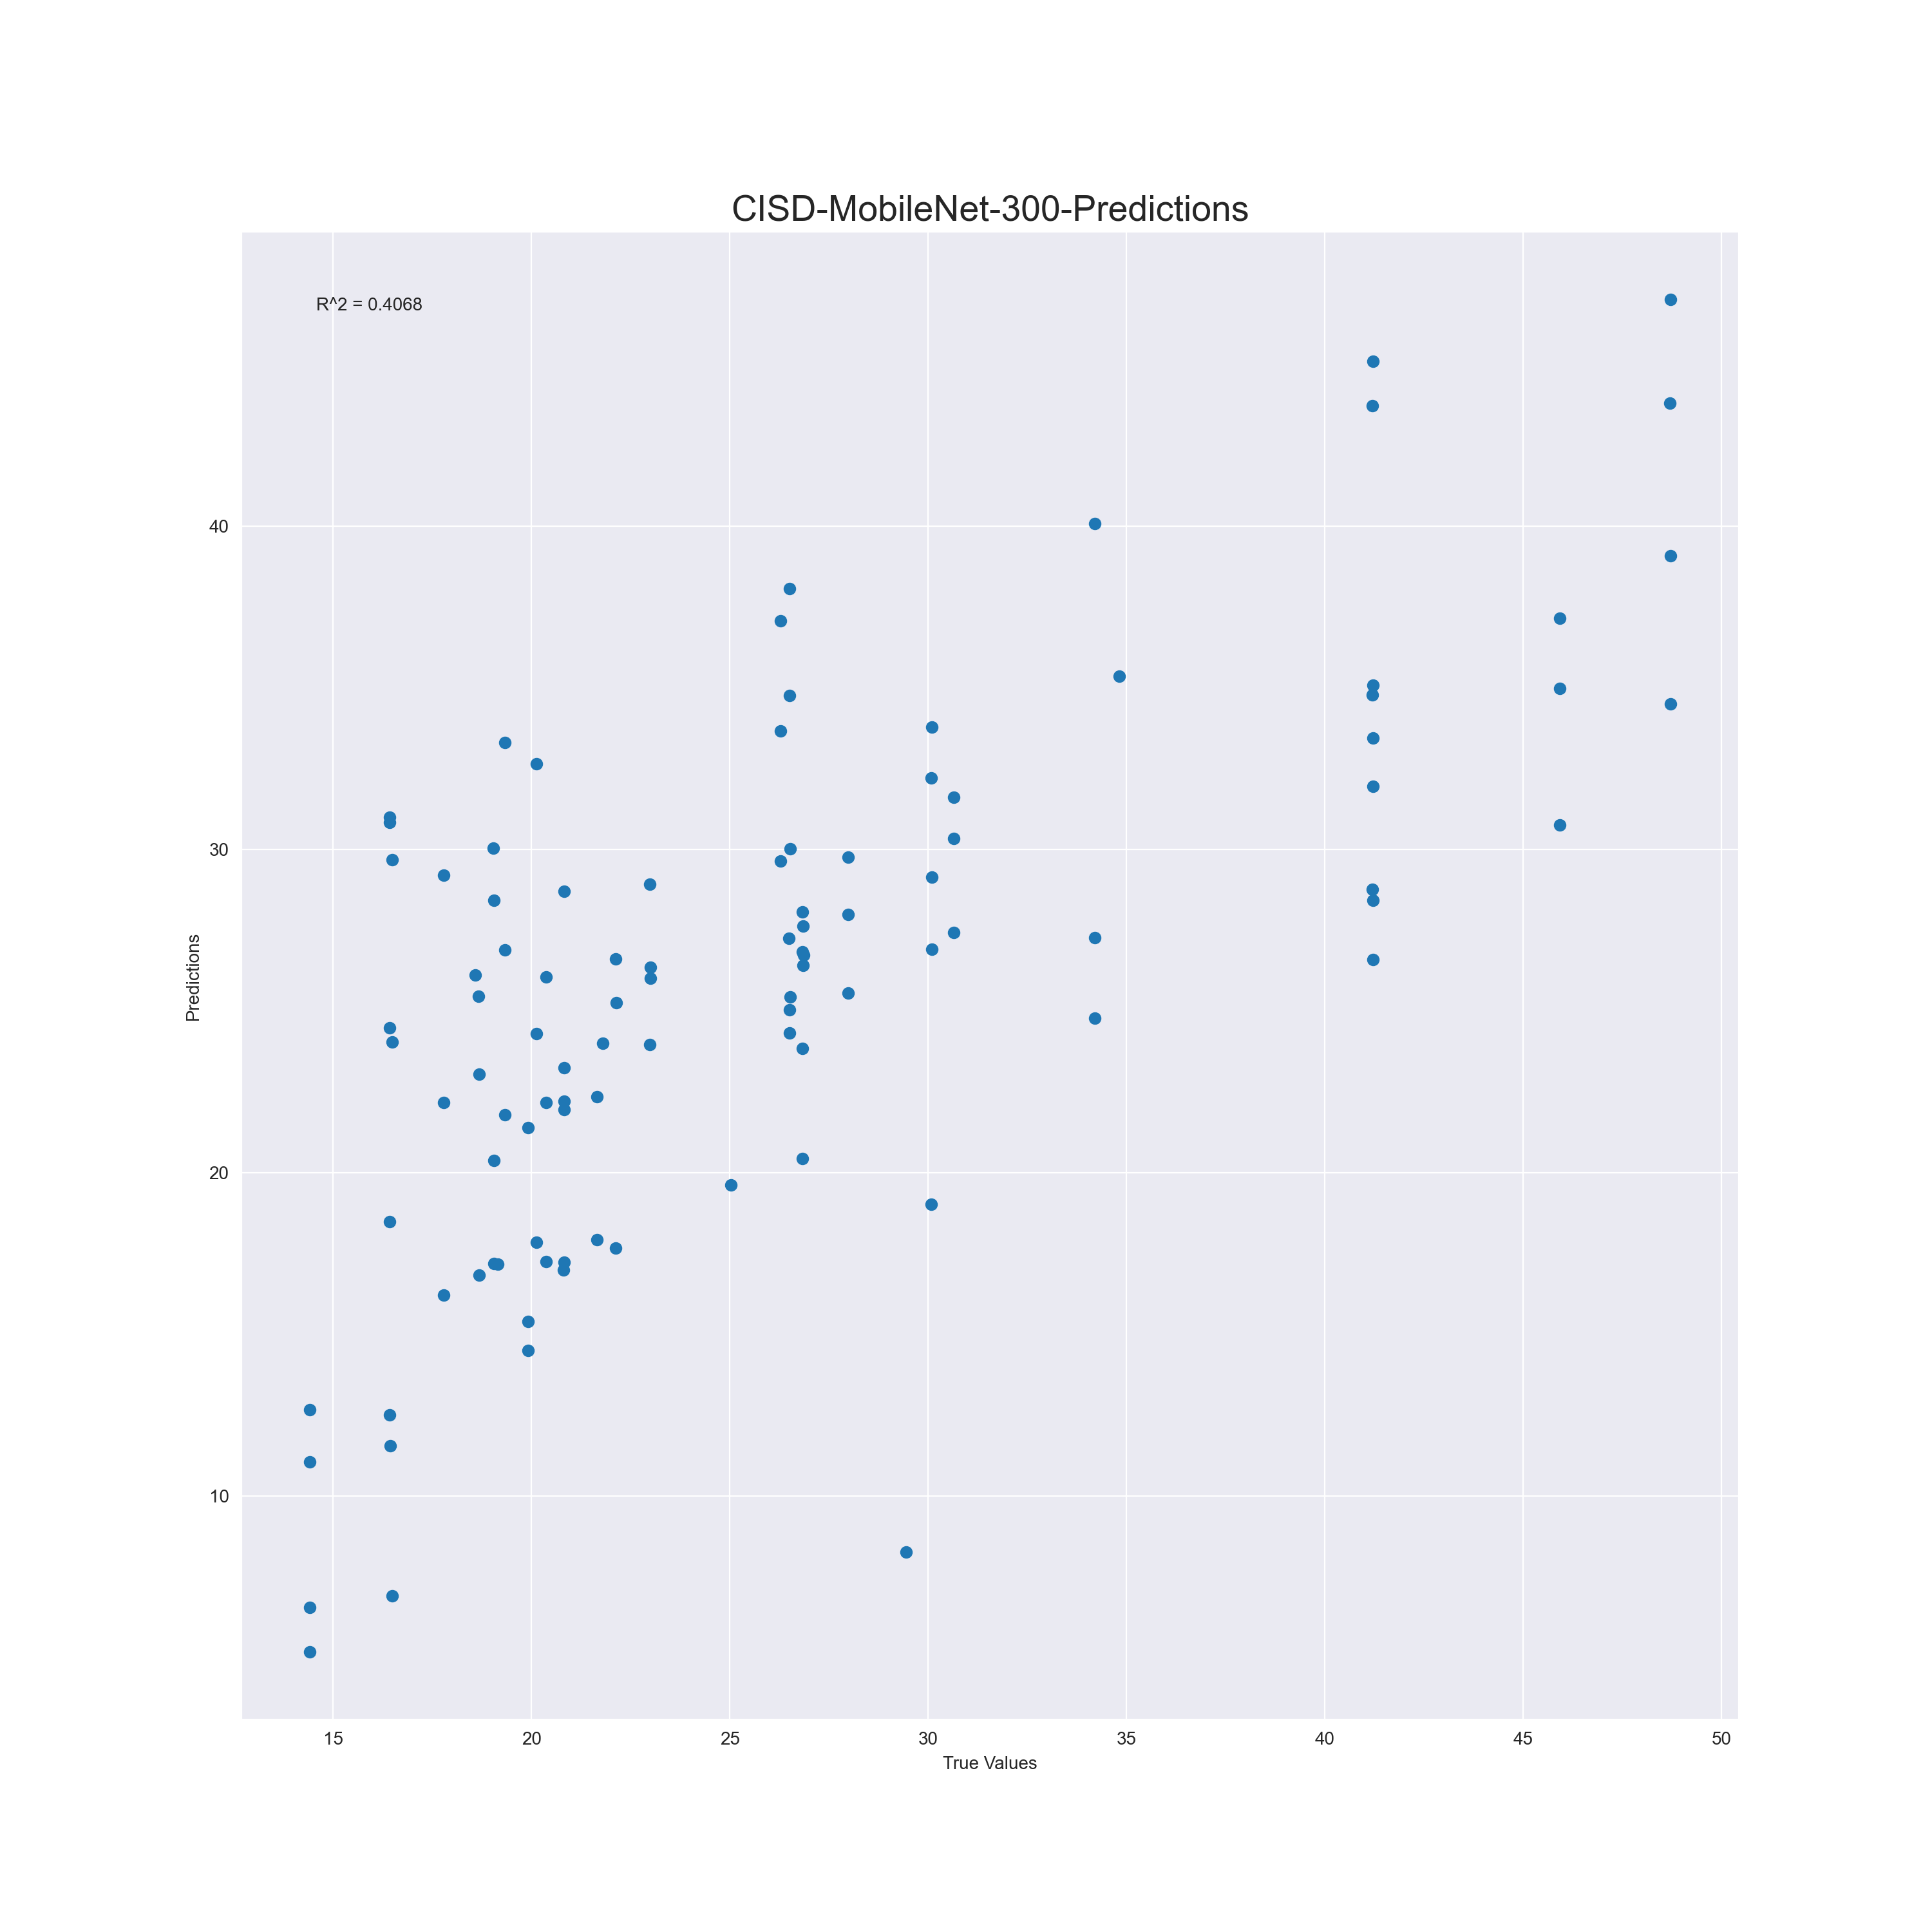 CISD-MobileNet-300-Predictions
R^2 = 0.4068
40
30
20
10
Predictions
15 20 25 30 35 40 45 50
True Values